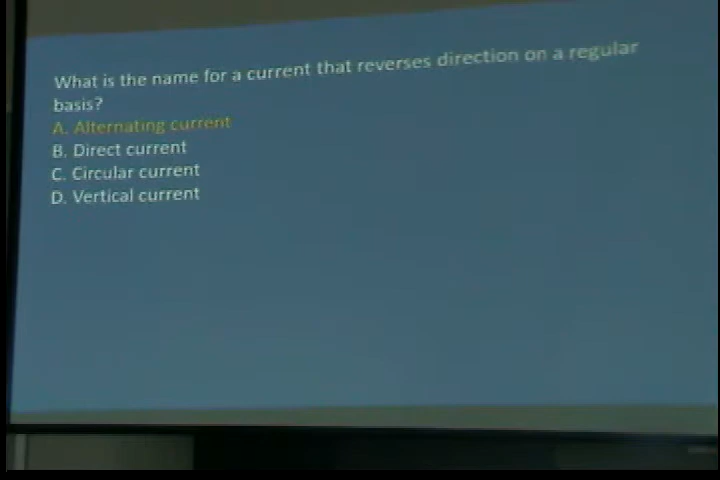 What is the name for a current that reverses direction on a regular
basis?
A. Alternating current
B. Direct current
C. Circular current
D. Vertical current